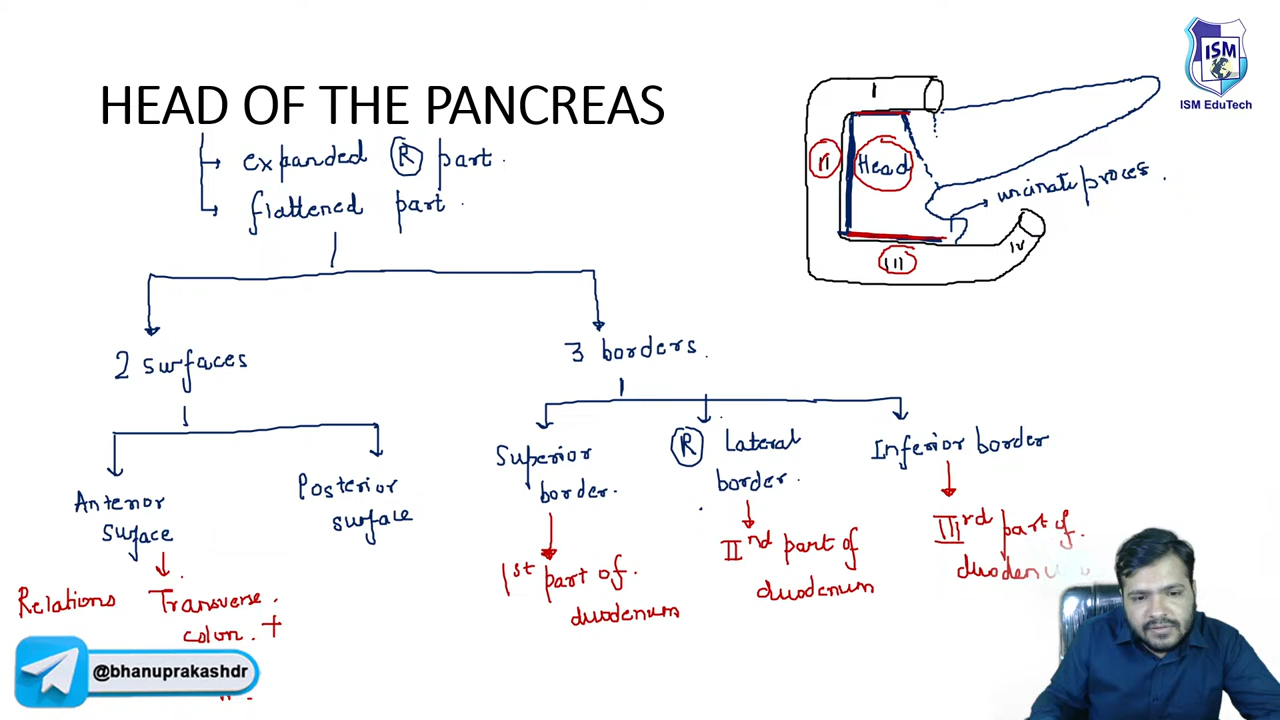 ISM
ISM EduTech
HEAD OF THE PANCREAS
expanded R part.
flattened part.
I
II
Head
III
IV
uncinate proces.
2 surfaces
3 borders.
Anterior
surface
Posterior
surface
Superior
border.
R Lateral
border.
Inferior border
Relations Transverse.
colon. +
1st part of.
duodenum
IInd part of
duodenum
IIIrd part of.
duodenum
@bhanuprakashdr